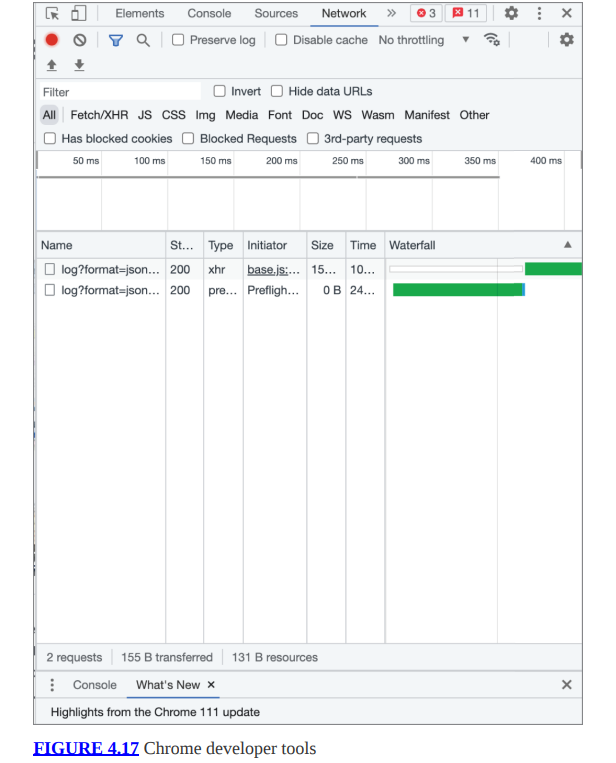 Elements Console Sources Network » 3 11
Preserve log Disable cache No throttling
Filter Invert Hide data URLs
All Fetch/XHR JS CSS Img Media Font Doc WS Wasm Manifest Other
Has blocked cookies Blocked Requests 3rd-party requests
50 ms 100 ms 150 ms 200 ms 250 ms 300 ms 350 ms 400 ms
Name St... Type Initiator Size Time Waterfall
log?format=json... 200 xhr base.js:... 15... 10...
log?format=json... 200 pre... Prefligh... 0 B 24...
2 requests 155 B transferred 131 B resources
Console What's New ×
Highlights from the Chrome 111 update
FIGURE 4.17 Chrome developer tools